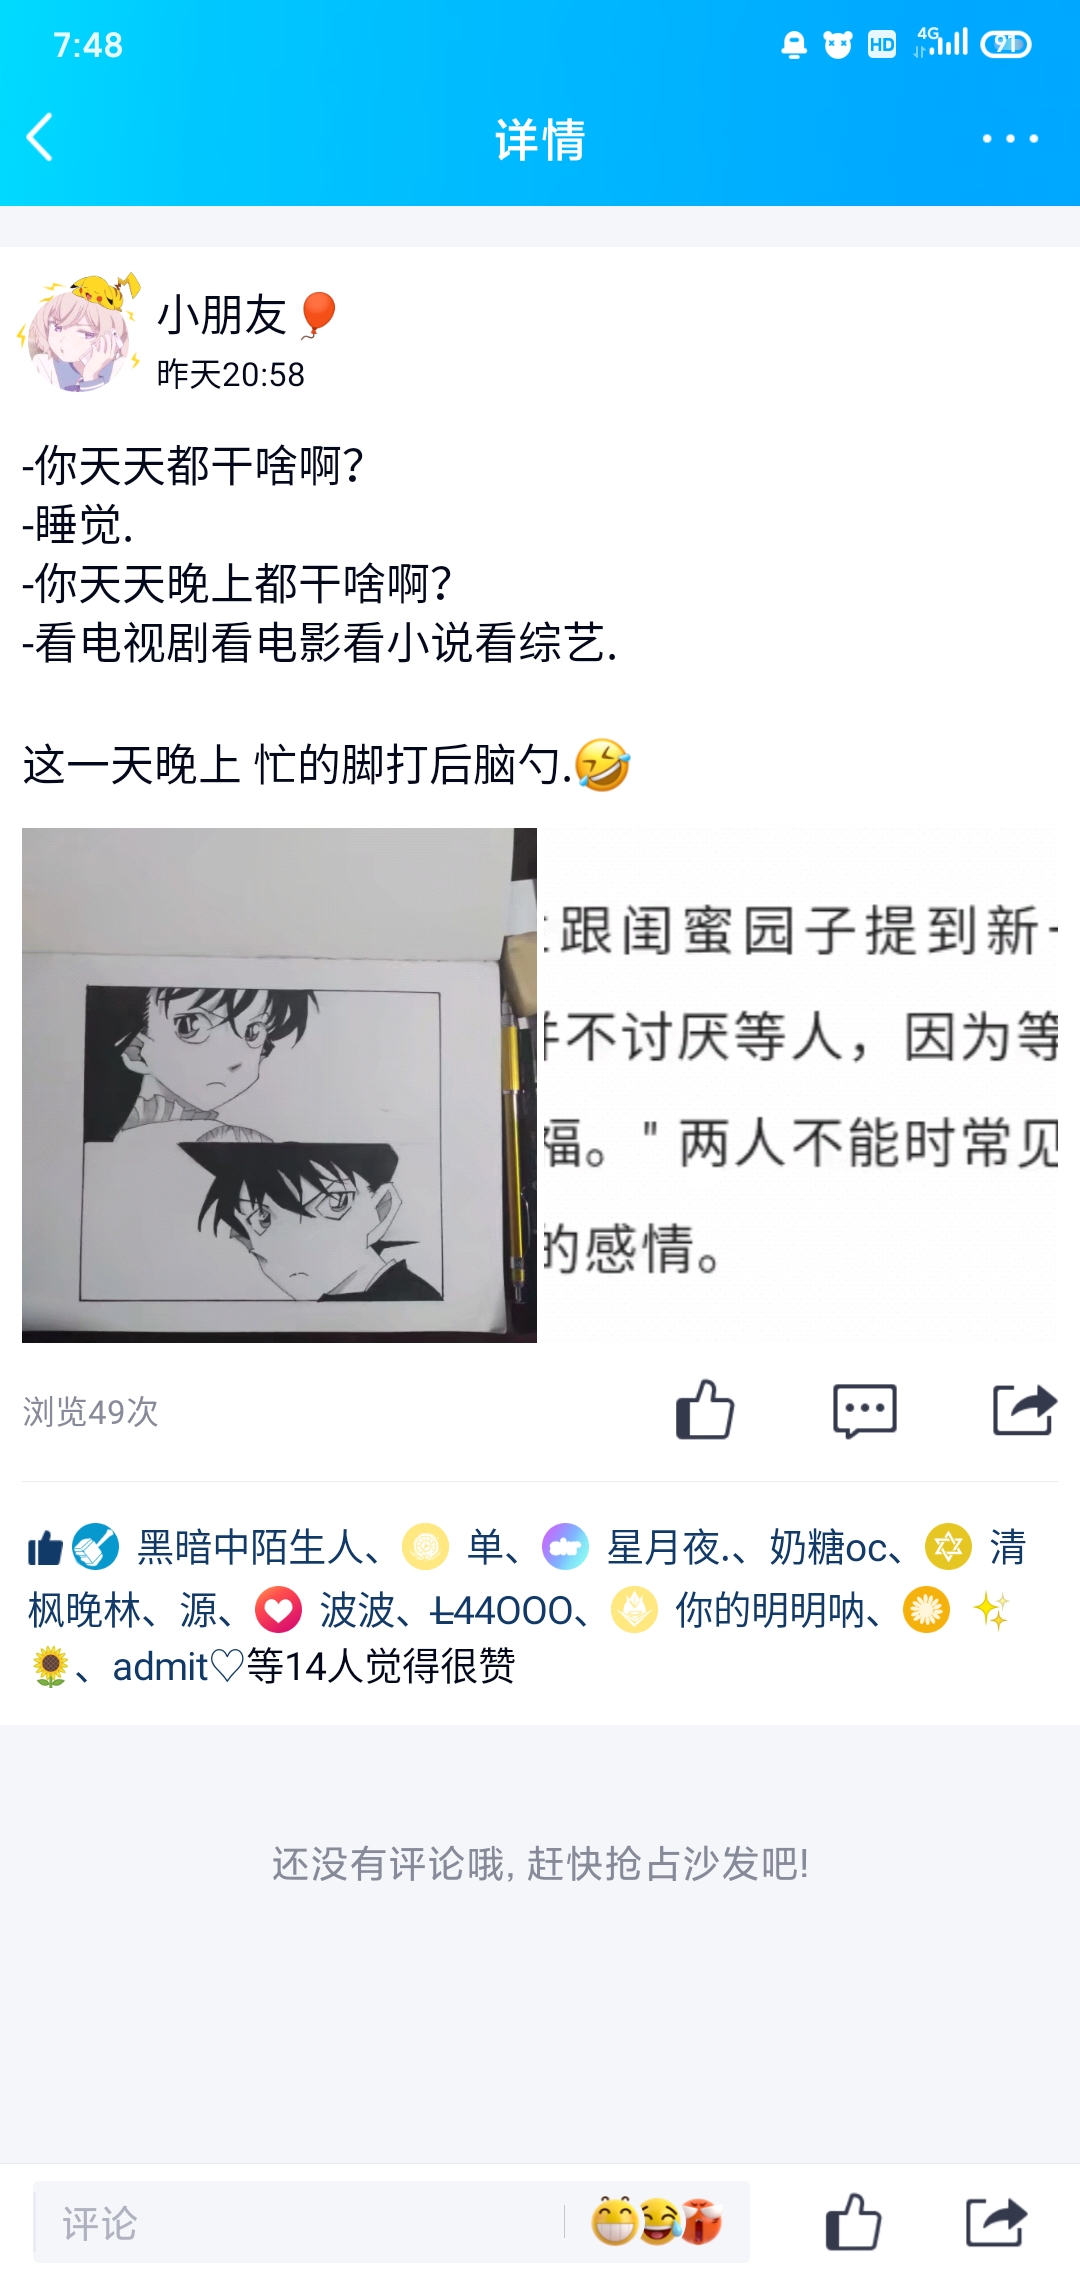 7:48
HD
4G
91
详情
小朋友🎈
昨天20:58
-你天天都干啥啊?
-睡觉.
-你天天晚上都干啥啊?
-看电视剧看电影看小说看综艺.
这一天晚上 忙的脚打后脑勺.🤣
跟闺蜜园子提到新
不讨厌等人，因为等
福。" 两人不能时常见
的感情。
浏览49次
黑暗中陌生人、 单、 星月夜.、奶糖oc、 清
枫晚林、源、 波波、L44000、 你的明明呐、 ✨
🌻、admit♡等14人觉得很赞
还没有评论哦, 赶快抢占沙发吧!
评论